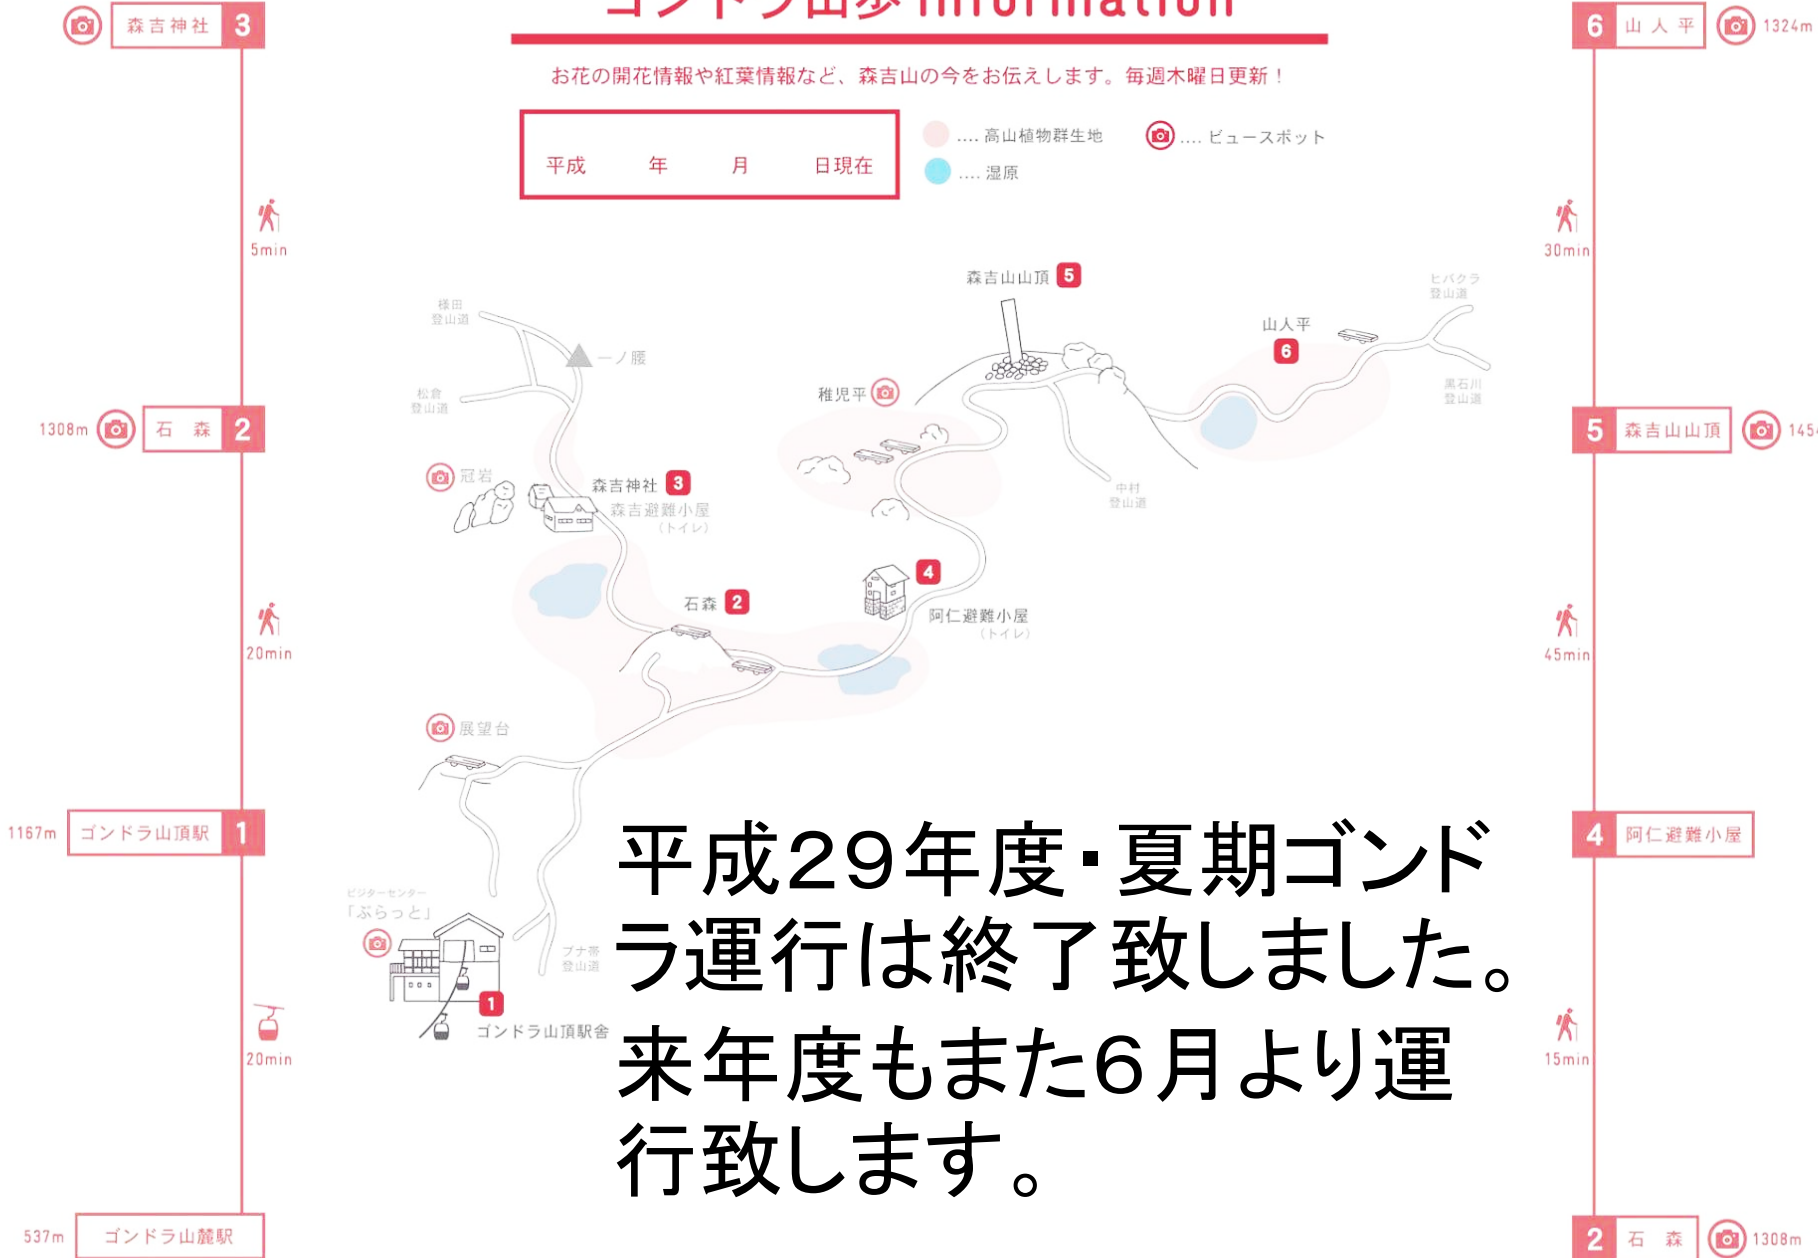 ゴンドラ山歩 information
お花の開花情報や紅葉情報など、森吉山の今をお伝えします。毎週木曜日更新！
平成　年　月　日現在
.... 高山植物群生地
.... ビュースポット
.... 湿原
森吉神社 3
5min
1308m 石森 2
20min
1167m ゴンドラ山頂駅 1
20min
537m ゴンドラ山麓駅
様田
登山道
一ノ腰
松倉
登山道
冠岩
森吉神社 3
森吉避難小屋
（トイレ）
石森 2
展望台
ビジターセンター
「ぶらっと」
1
ゴンドラ山頂駅舎
ブナ帯
登山道
森吉山山頂 5
稚児平
4
阿仁避難小屋
（トイレ）
中村
登山道
山人平
6
ヒバクラ
登山道
黒石川
登山道
平成29年度・夏期ゴンド
ラ運行は終了致しました。
来年度もまた6月より運
行致します。
6 山人平 1324m
30min
5 森吉山山頂
45min
4 阿仁避難小屋
15min
2 石森 1308m